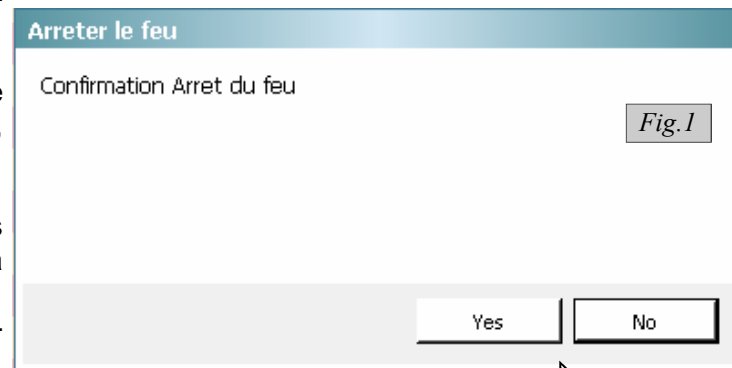 Arreter le feu
Confirmation Arret du feu
Fig.1
Yes
No